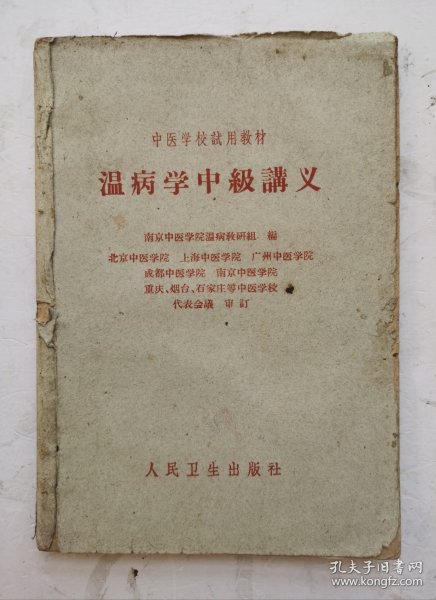 中医学校試用教材
温病学中級講义
南京中医学院温病教研組 編
北京中医学院 上海中医学院 广州中医学院
成都中医学院 南京中医学院
重庆、烟台、石家庄等中医学校
代表会議 审訂
人民卫生出版社
孔夫子旧书网
www.kongfz.com